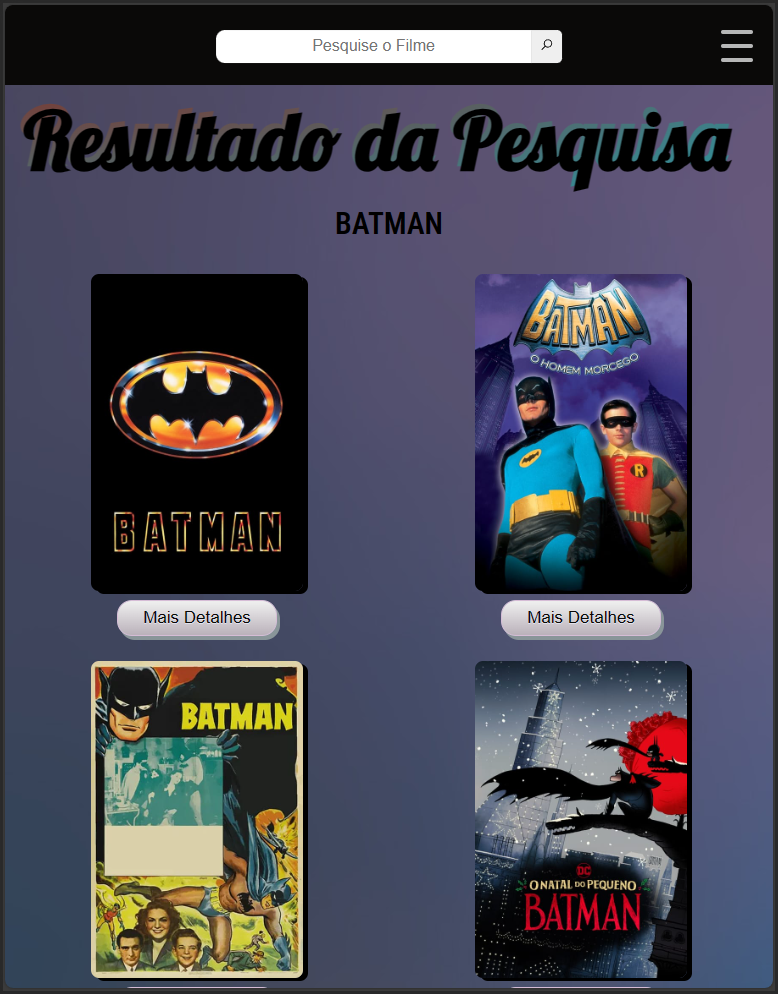 Pesquise o Filme
Resultado da Pesquisa
BATMAN
BATMAN
BATMAN
O HOMEM MORCEGO
R
Mais Detalhes
Mais Detalhes
BATMAN
DC
O NATAL DO PEQUENO
BATMAN